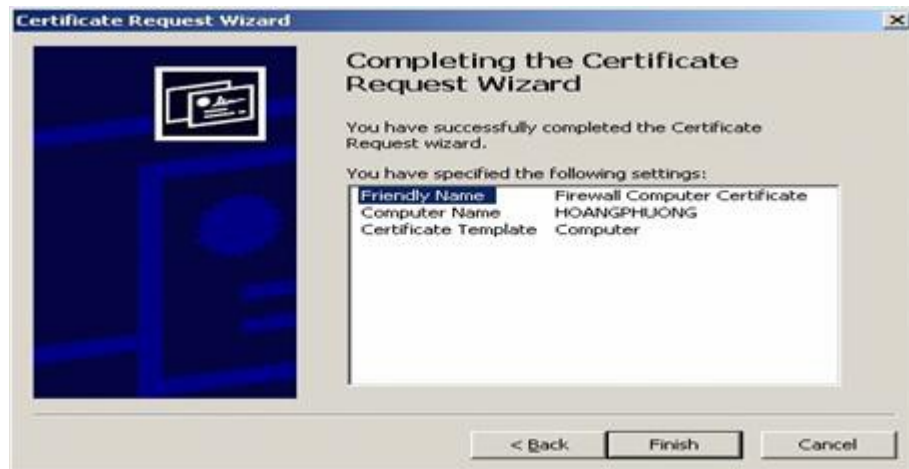 Certificate Request Wizard
Completing the Certificate
Request Wizard
You have successfully completed the Certificate
Request wizard.
You have specified the following settings:
Friendly Name Firewall Computer Certificate
Computer Name HOANGPHUONG
Certificate Template Computer
< Back Finish Cancel